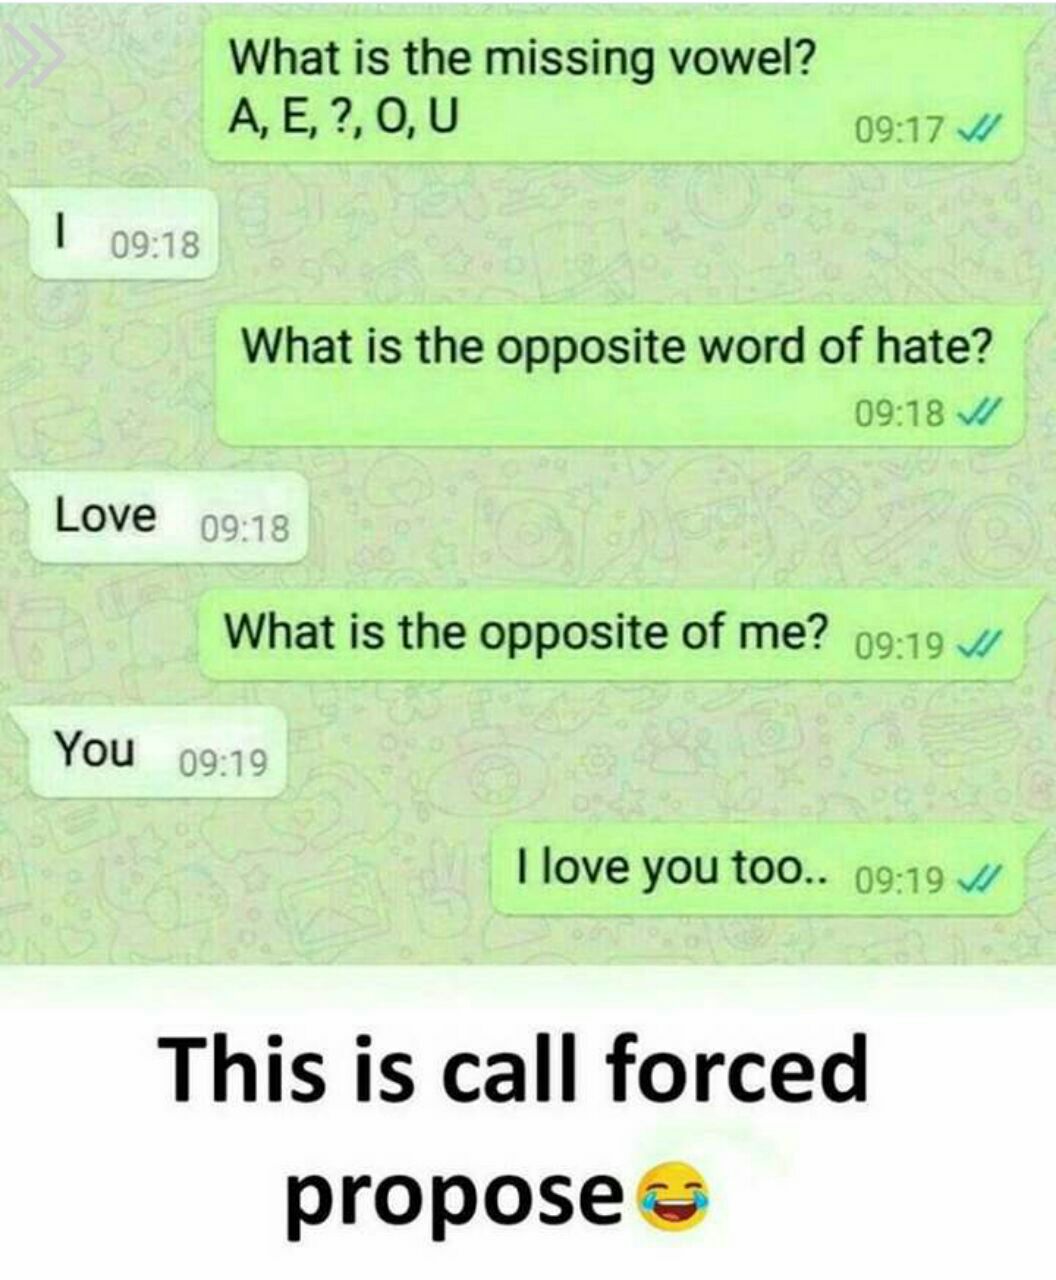 What is the missing vowel?
A, E, ?, O, U
09:17
I 09:18
What is the opposite word of hate?
09:18
Love 09:18
What is the opposite of me? 09:19
You 09:19
I love you too.. 09:19
This is call forced
propose😂